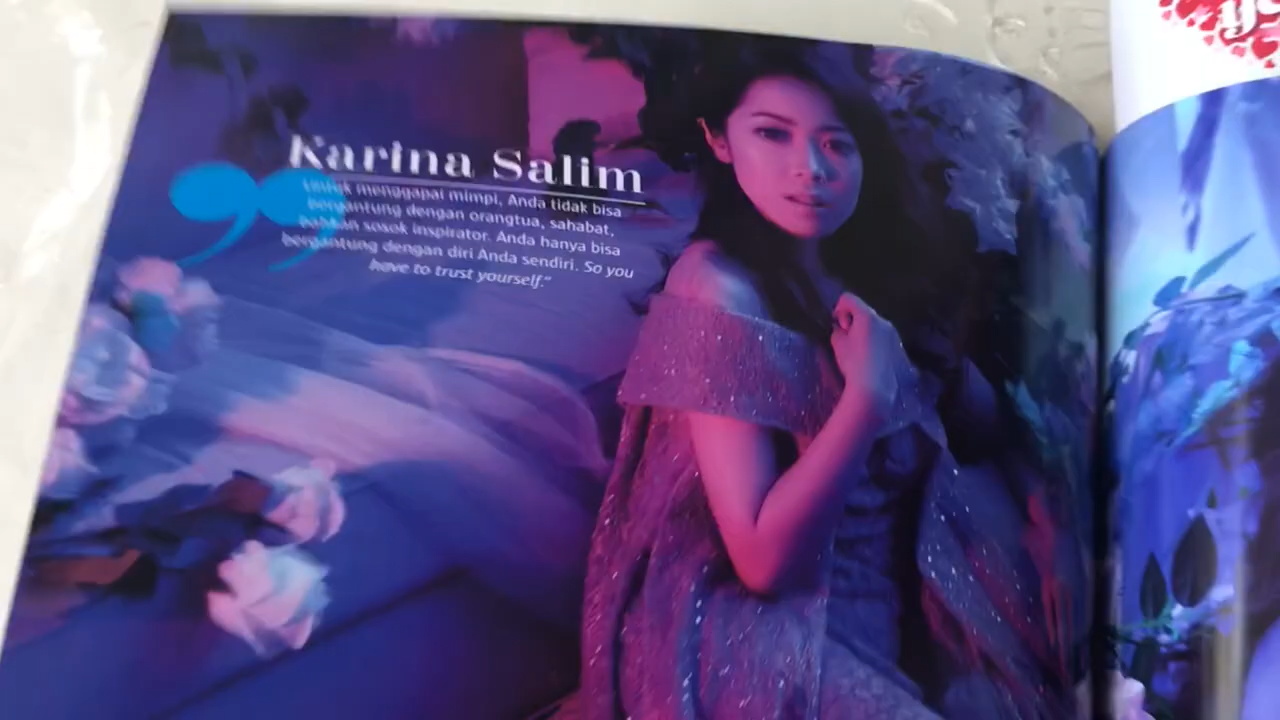 Karina Salim
Untuk menggapai mimpi, Anda tidak bisa
bergantung dengan orangtua, sahabat,
bahkan sosok inspirator. Anda hanya bisa
bergantung dengan diri Anda sendiri. So you
have to trust yourself.”